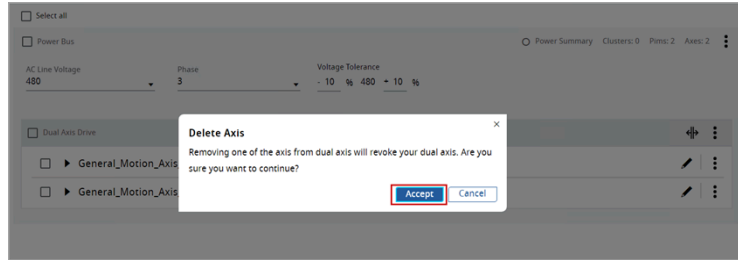 Select all
Power Bus
Power Summary Clusters: 0 Pims: 2 Axes: 2
AC Line Voltage
480
Phase
3
Voltage Tolerance
- 10 % 480 + 10 %
Dual Axis Drive
General_Motion_Axis
General_Motion_Axis
Delete Axis
Removing one of the axis from dual axis will revoke your dual axis. Are you
sure you want to continue?
Accept Cancel